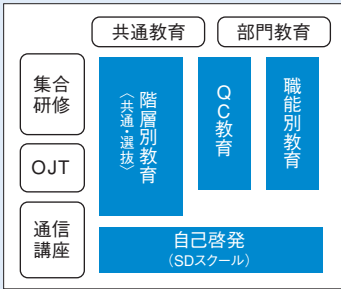 共通教育
部門教育
集合
研修
OJT
通信
講座
階層別教育
〈共通・選抜〉
QC教育
職能別教育
自己啓発
(SDスクール)